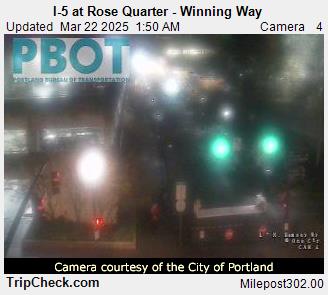 I-5 at Rose Quarter - Winning Way
Updated Mar 22 2025 1:50 AM Camera 4
PBOT
PORTLAND BUREAU OF TRANSPORTATION
Camera courtesy of the City of Portland
TripCheck.com Milepost302.00